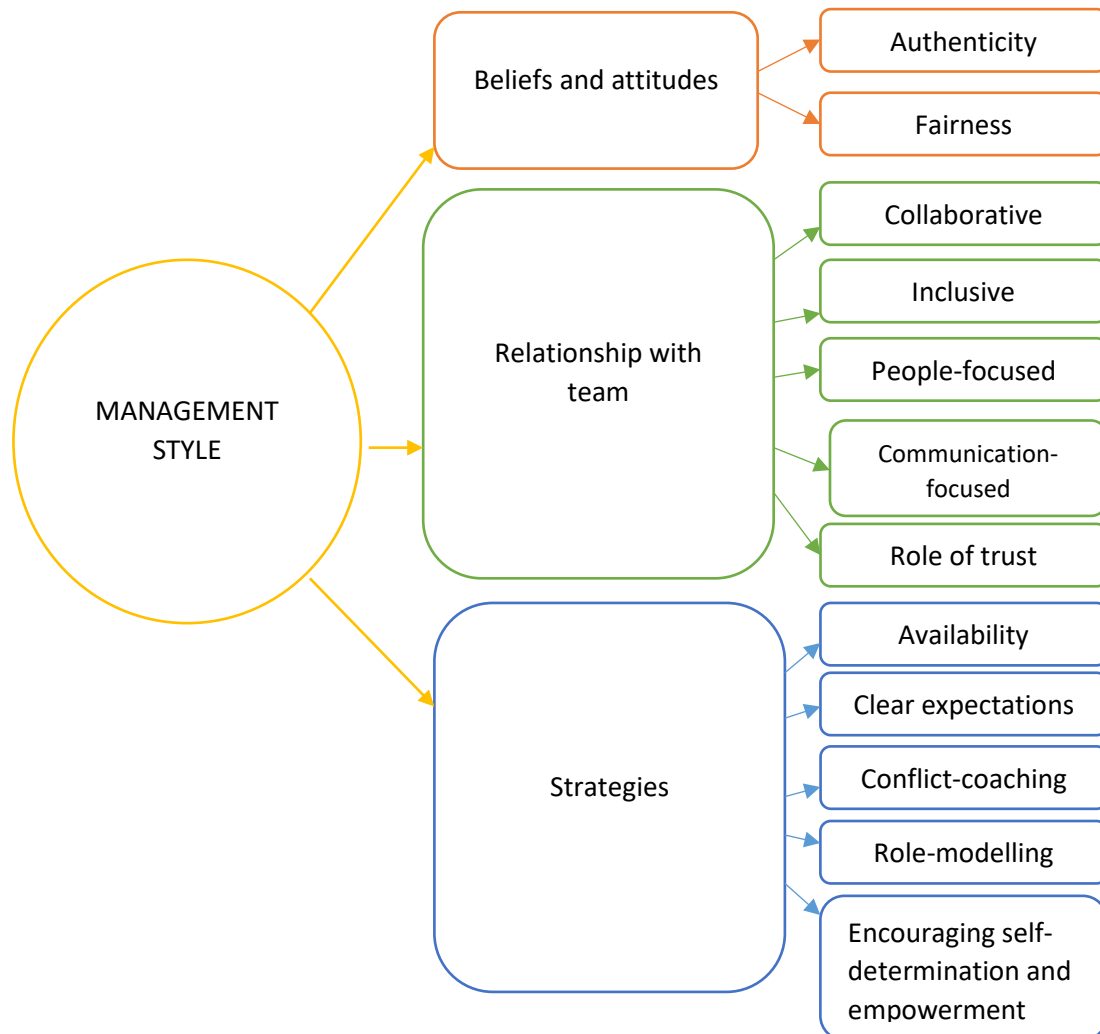 MANAGEMENT
STYLE
Beliefs and attitudes
Authenticity
Fairness
Relationship with
team
Collaborative
Inclusive
People-focused
Communication-
focused
Role of trust
Strategies
Availability
Clear expectations
Conflict-coaching
Role-modelling
Encouraging self-
determination and
empowerment